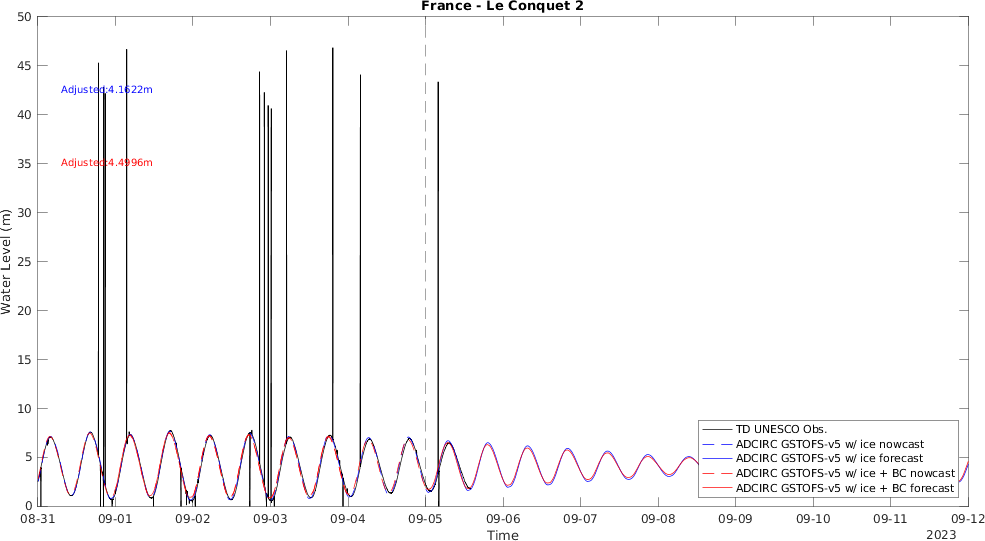 France - Le Conquet 2
50
45
40
35
30
25
20
15
10
5
0
Water Level (m)
Adjusted:4.1622m
Adjusted:4.4996m
TD UNESCO Obs.
ADCIRC GSTOFS-v5 w/ ice nowcast
ADCIRC GSTOFS-v5 w/ ice forecast
ADCIRC GSTOFS-v5 w/ ice + BC nowcast
ADCIRC GSTOFS-v5 w/ ice + BC forecast
08-31 09-01 09-02 09-03 09-04 09-05 09-06 09-07 09-08 09-09 09-10 09-11 09-12
Time
2023